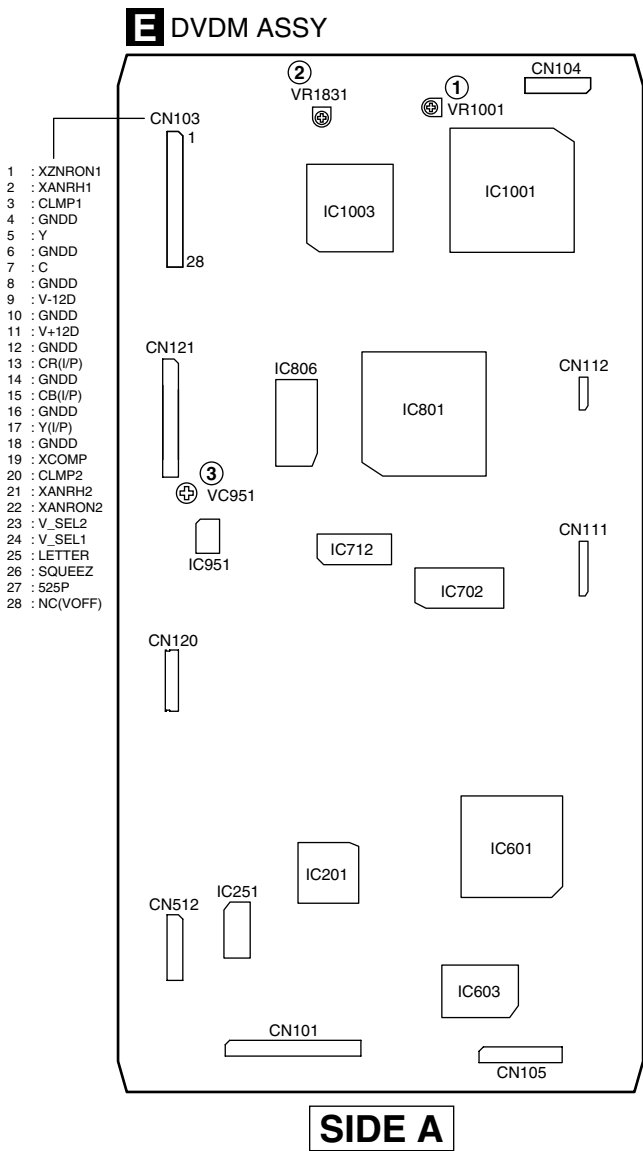 E DVDM ASSY
CN104
②
①
VR1831
VR1001
CN103
1
28
1 : XZNRON1
2 : XANRH1
3 : CLMP1
4 : GNDD
5 : Y
6 : GNDD
7 : C
8 : GNDD
9 : V-12D
10 : GNDD
11 : V+12D
12 : GNDD
13 : CR(I/P)
14 : GNDD
15 : CB(I/P)
16 : GNDD
17 : Y(I/P)
18 : GNDD
19 : XCOMP
20 : CLMP2
21 : XANRH2
22 : XANRON2
23 : V_SEL2
24 : V_SEL1
25 : LETTER
26 : SQUEEZ
27 : 525P
28 : NC(VOFF)
IC1003
IC1001
CN121
IC806
IC801
CN112
③
VC951
IC951
IC712
IC702
CN111
CN120
IC601
IC201
IC251
CN512
IC603
CN101
CN105
SIDE A